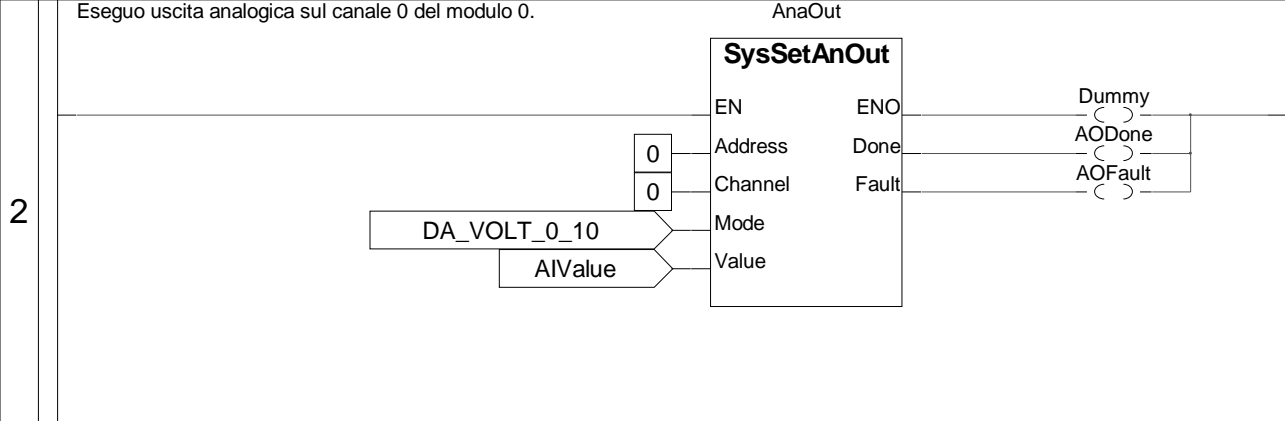 Eseguo uscita analogica sul canale 0 del modulo 0.
AnaOut
SysSetAnOut
EN ENO Dummy
0 Address Done AODone
0 Channel Fault AOFault
2
DA_VOLT_0_10 Mode
AIValue Value